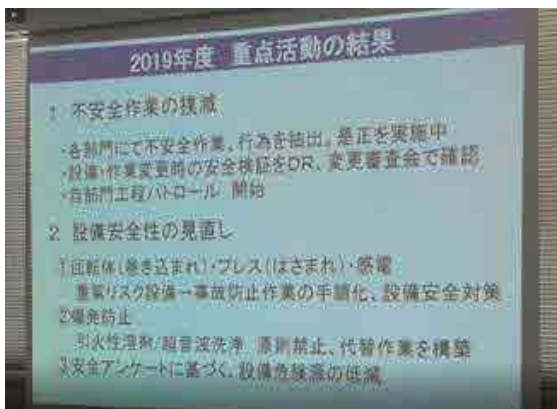 2019年度 重点活動の結果
1 不安全作業の撲滅
・各部門にて不安全作業、行為を抽出。是正を実施中
・設備・作業変更時の安全検証をDR、変更審査会で確認
・各部門工程パトロール 開始
2 設備安全性の見直し
1回転体(巻き込まれ)・プレス(はさまれ)・感電
重篤リスク設備→事故防止作業の手順化、設備安全対策
2爆発防止
引火性溶剤/超音波洗浄 原則禁止、代替作業を構築
3安全アンケートに基づく、設備危険源の低減